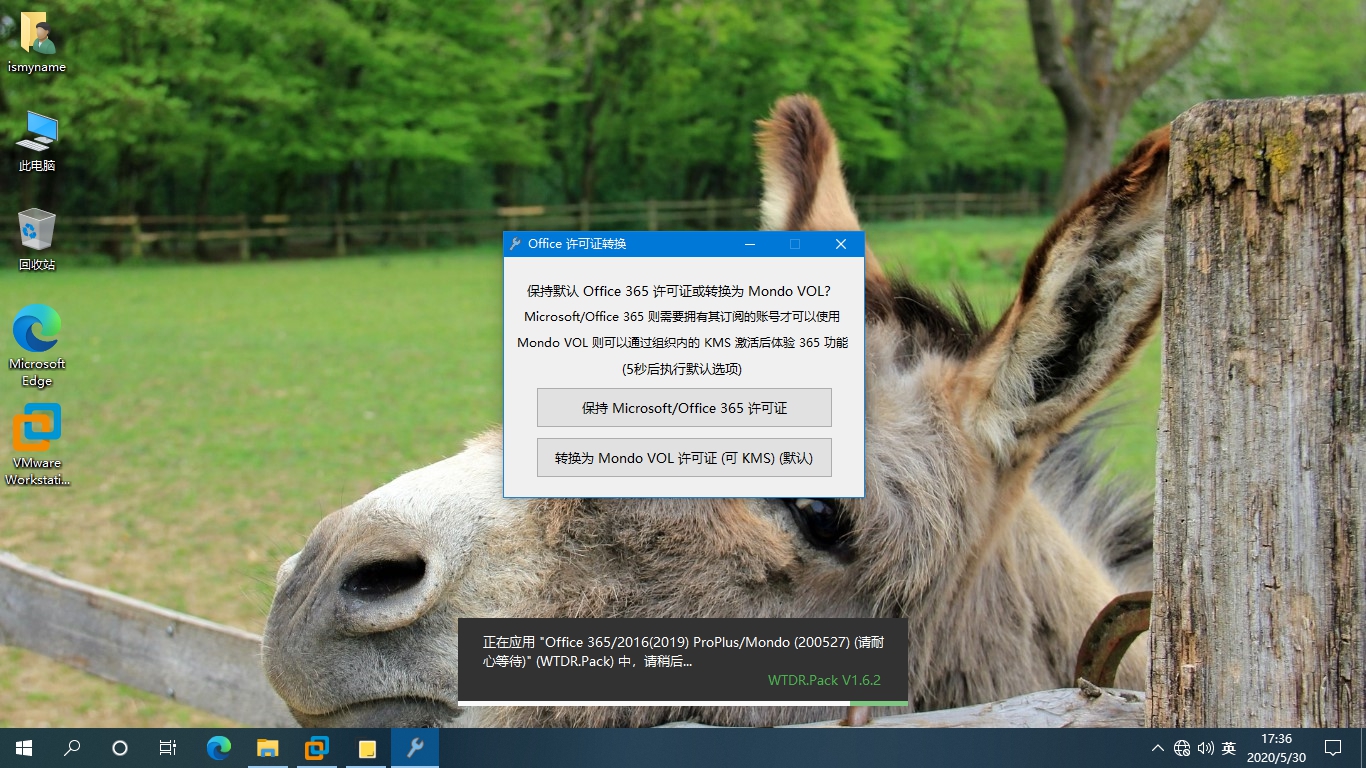 ismyname
此电脑
回收站
Microsoft
Edge
VMware
Workstati...
Office 许可证转换
保持默认 Office 365 许可证或转换为 Mondo VOL?
Microsoft/Office 365 则需要拥有其订阅的账号才可以使用
Mondo VOL 则可以通过组织内的 KMS 激活后体验 365 功能
(5秒后执行默认选项)
保持 Microsoft/Office 365 许可证
转换为 Mondo VOL 许可证 (可 KMS) (默认)
正在应用 "Office 365/2016(2019) ProPlus/Mondo (200527) (请耐
心等待)" (WTDR.Pack) 中，请稍后...
WTDR.Pack V1.6.2
英
17:36
2020/5/30